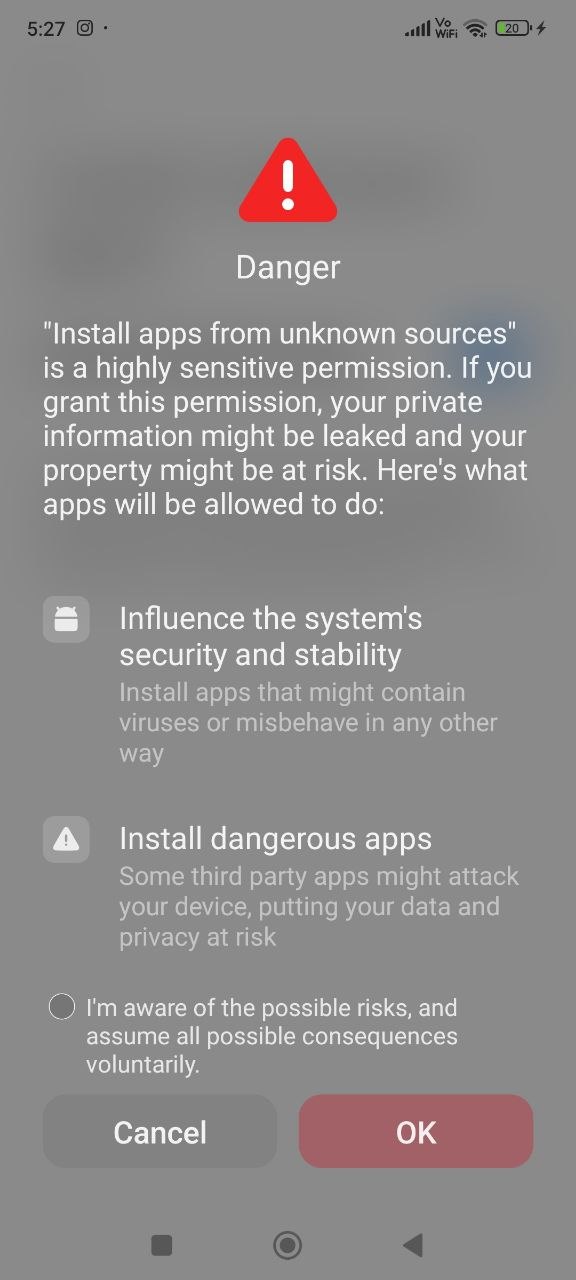 5:27
Vo
WiFi
20
Danger
"Install apps from unknown sources"
is a highly sensitive permission. If you
grant this permission, your private
information might be leaked and your
property might be at risk. Here's what
apps will be allowed to do:
Influence the system's
security and stability
Install apps that might contain
viruses or misbehave in any other
way
Install dangerous apps
Some third party apps might attack
your device, putting your data and
privacy at risk
I'm aware of the possible risks, and
assume all possible consequences
voluntarily.
Cancel
OK